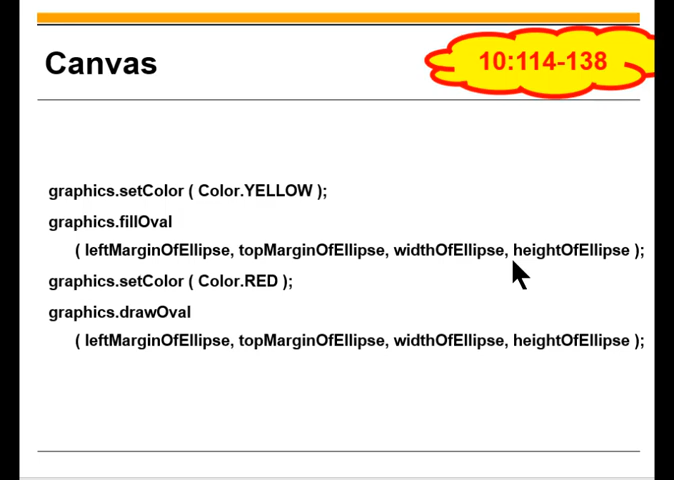 Canvas
10:114-138
graphics.setColor ( Color.YELLOW );
graphics.fillOval
( leftMarginOfEllipse, topMarginOfEllipse, widthOfEllipse, heightOfEllipse );
graphics.setColor ( Color.RED );
graphics.drawOval
( leftMarginOfEllipse, topMarginOfEllipse, widthOfEllipse, heightOfEllipse );